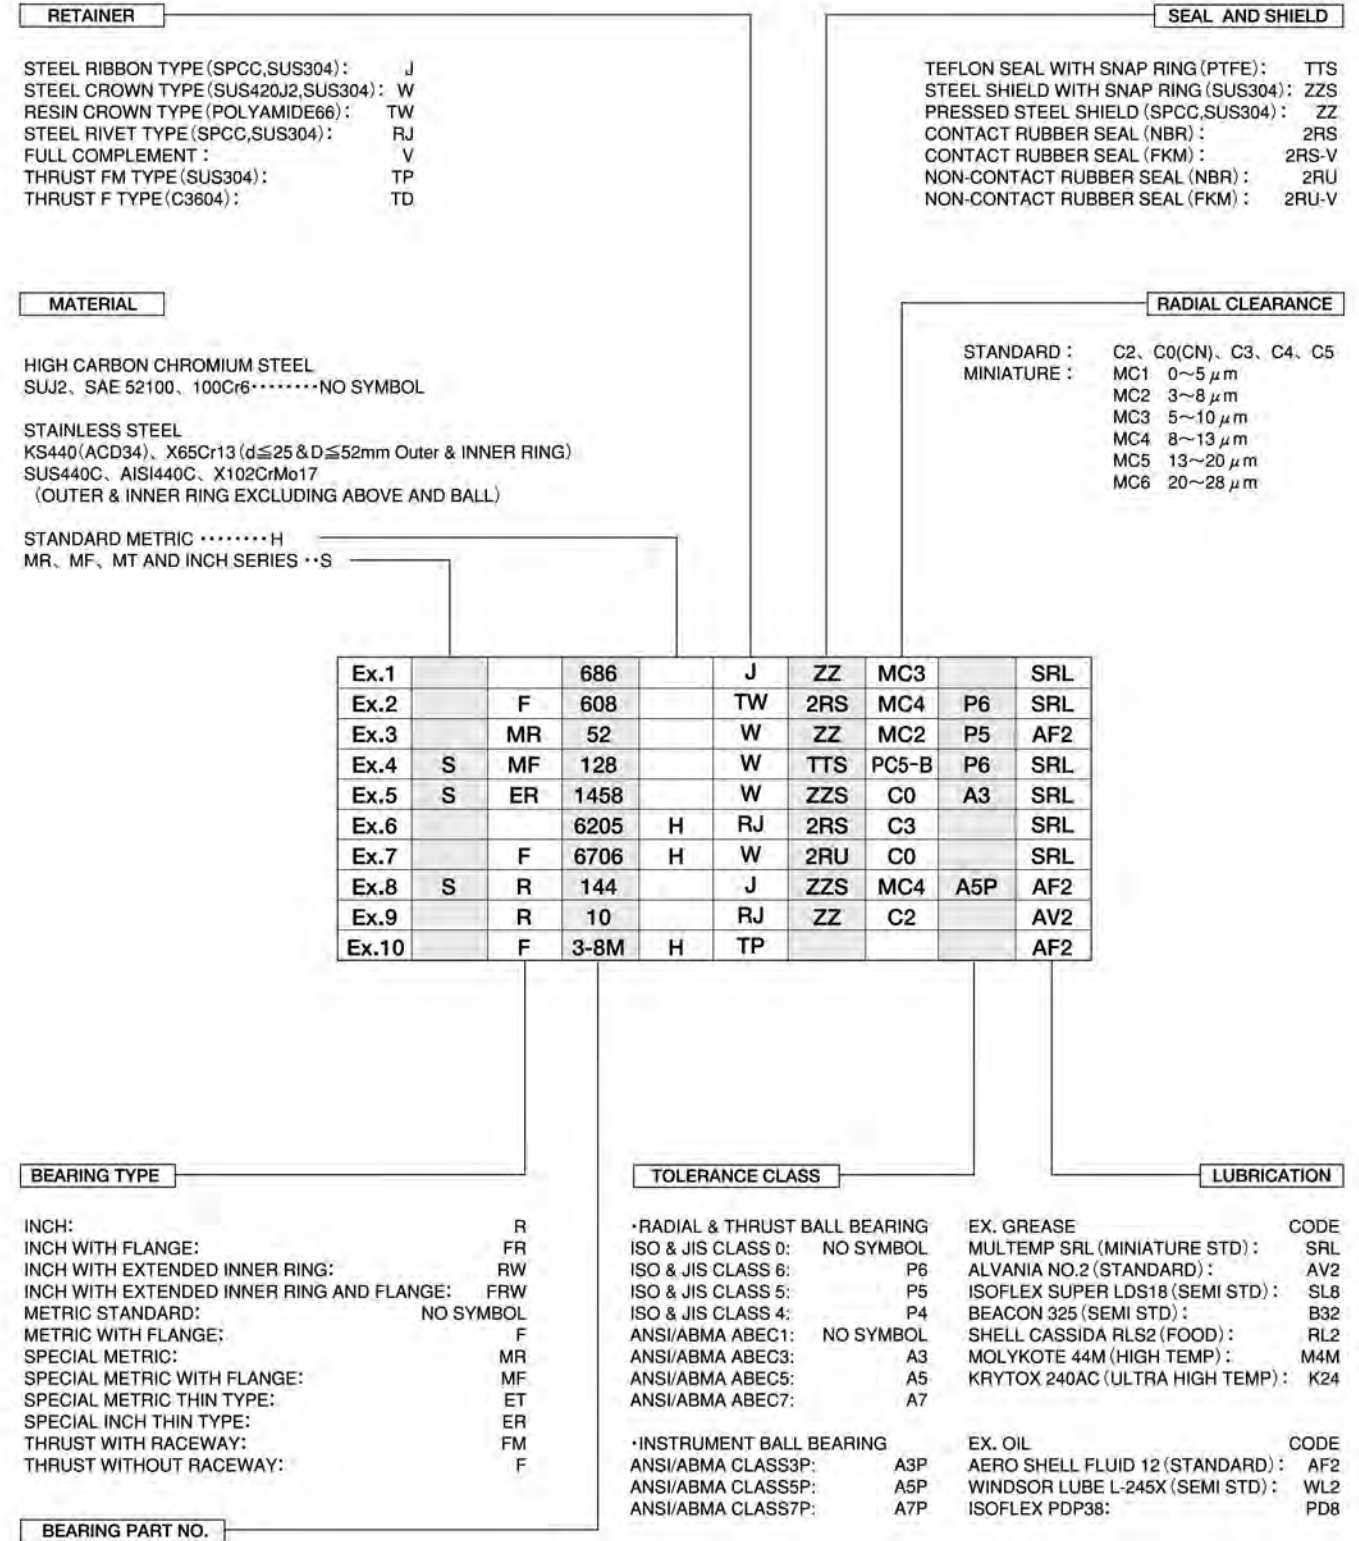 RETAINER
STEEL RIBBON TYPE(SPCC,SUS304): J
STEEL CROWN TYPE(SUS420J2,SUS304): W
RESIN CROWN TYPE(POLYAMIDE66): TW
STEEL RIVET TYPE(SPCC,SUS304): RJ
FULL COMPLEMENT: V
THRUST FM TYPE(SUS304): TP
THRUST F TYPE(C3604): TD
SEAL AND SHIELD
TEFLON SEAL WITH SNAP RING(PTFE): TTS
STEEL SHIELD WITH SNAP RING(SUS304): ZZS
PRESSED STEEL SHIELD(SPCC,SUS304): ZZ
CONTACT RUBBER SEAL(NBR): 2RS
CONTACT RUBBER SEAL(FKM): 2RS-V
NON-CONTACT RUBBER SEAL(NBR): 2RU
NON-CONTACT RUBBER SEAL(FKM): 2RU-V
MATERIAL
HIGH CARBON CHROMIUM STEEL
SUJ2、SAE 52100、100Cr6········NO SYMBOL
STAINLESS STEEL
KS440(ACD34)、X65Cr13(d≦25&D≦52mm Outer & INNER RING)
SUS440C、AISI440C、X102CrMo17
(OUTER & INNER RING EXCLUDING ABOVE AND BALL)
STANDARD METRIC ········H
MR、MF、MT AND INCH SERIES ··S
RADIAL CLEARANCE
STANDARD: C2、C0(CN)、C3、C4、C5
MINIATURE: MC1 0~5μm
MC2 3~8μm
MC3 5~10μm
MC4 8~13μm
MC5 13~20μm
MC6 20~28μm
Ex.1 686 J ZZ MC3 SRL
Ex.2 F 608 TW 2RS MC4 P6 SRL
Ex.3 MR 52 W ZZ MC2 P5 AF2
Ex.4 S MF 128 W TTS PC5-B P6 SRL
Ex.5 S ER 1458 W ZZS C0 A3 SRL
Ex.6 6205 H RJ 2RS C3 SRL
Ex.7 F 6706 H W 2RU C0 SRL
Ex.8 S R 144 J ZZS MC4 A5P AF2
Ex.9 R 10 RJ ZZ C2 AV2
Ex.10 F 3-8M H TP AF2
BEARING TYPE
INCH: R
INCH WITH FLANGE: FR
INCH WITH EXTENDED INNER RING: RW
INCH WITH EXTENDED INNER RING AND FLANGE: FRW
METRIC STANDARD: NO SYMBOL
METRIC WITH FLANGE: F
SPECIAL METRIC: MR
SPECIAL METRIC WITH FLANGE: MF
SPECIAL METRIC THIN TYPE: ET
SPECIAL INCH THIN TYPE: ER
THRUST WITH RACEWAY: FM
THRUST WITHOUT RACEWAY: F
BEARING PART NO.
TOLERANCE CLASS
·RADIAL & THRUST BALL BEARING
ISO & JIS CLASS 0: NO SYMBOL
ISO & JIS CLASS 6: P6
ISO & JIS CLASS 5: P5
ISO & JIS CLASS 4: P4
ANSI/ABMA ABEC1: NO SYMBOL
ANSI/ABMA ABEC3: A3
ANSI/ABMA ABEC5: A5
ANSI/ABMA ABEC7: A7
·INSTRUMENT BALL BEARING
ANSI/ABMA CLASS3P: A3P
ANSI/ABMA CLASS5P: A5P
ANSI/ABMA CLASS7P: A7P
LUBRICATION
EX. GREASE CODE
MULTEMP SRL(MINIATURE STD): SRL
ALVANIA NO.2(STANDARD): AV2
ISOFLEX SUPER LDS18(SEMI STD): SL8
BEACON 325(SEMI STD): B32
SHELL CASSIDA RLS2(FOOD): RL2
MOLYKOTE 44M(HIGH TEMP): M4M
KRYTOX 240AC(ULTRA HIGH TEMP): K24
EX. OIL CODE
AERO SHELL FLUID 12(STANDARD): AF2
WINDSOR LUBE L-245X(SEMI STD): WL2
ISOFLEX PDP38: PD8